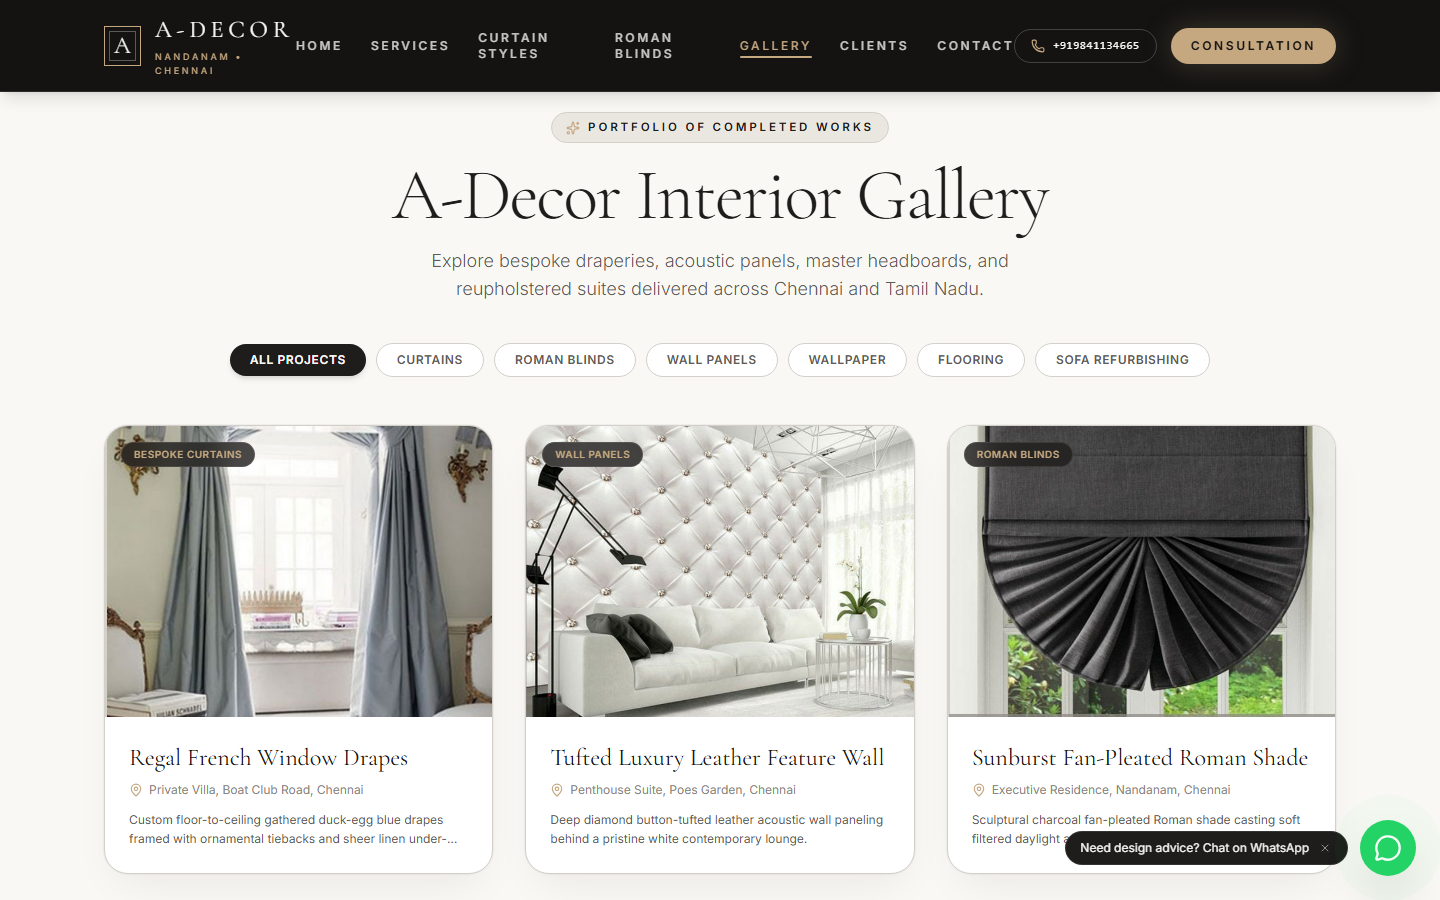 A
A-DECOR
NANDANAM •
CHENNAI
HOME
SERVICES
CURTAIN
STYLES
ROMAN
BLINDS
GALLERY
CLIENTS
CONTACT
+919841134665
CONSULTATION
PORTFOLIO OF COMPLETED WORKS
A-Decor Interior Gallery
Explore bespoke draperies, acoustic panels, master headboards, and
reupholstered suites delivered across Chennai and Tamil Nadu.
ALL PROJECTS
CURTAINS
ROMAN BLINDS
WALL PANELS
WALLPAPER
FLOORING
SOFA REFURBISHING
BESPOKE CURTAINS
WALL PANELS
ROMAN BLINDS
Regal French Window Drapes
Private Villa, Boat Club Road, Chennai
Custom floor-to-ceiling gathered duck-egg blue drapes
framed with ornamental tiebacks and sheer linen under-...
Tufted Luxury Leather Feature Wall
Penthouse Suite, Poes Garden, Chennai
Deep diamond button-tufted leather acoustic wall paneling
behind a pristine white contemporary lounge.
Sunburst Fan-Pleated Roman Shade
Executive Residence, Nandanam, Chennai
Sculptural charcoal fan-pleated Roman shade casting soft
filtered daylight
Need design advice? Chat on WhatsApp